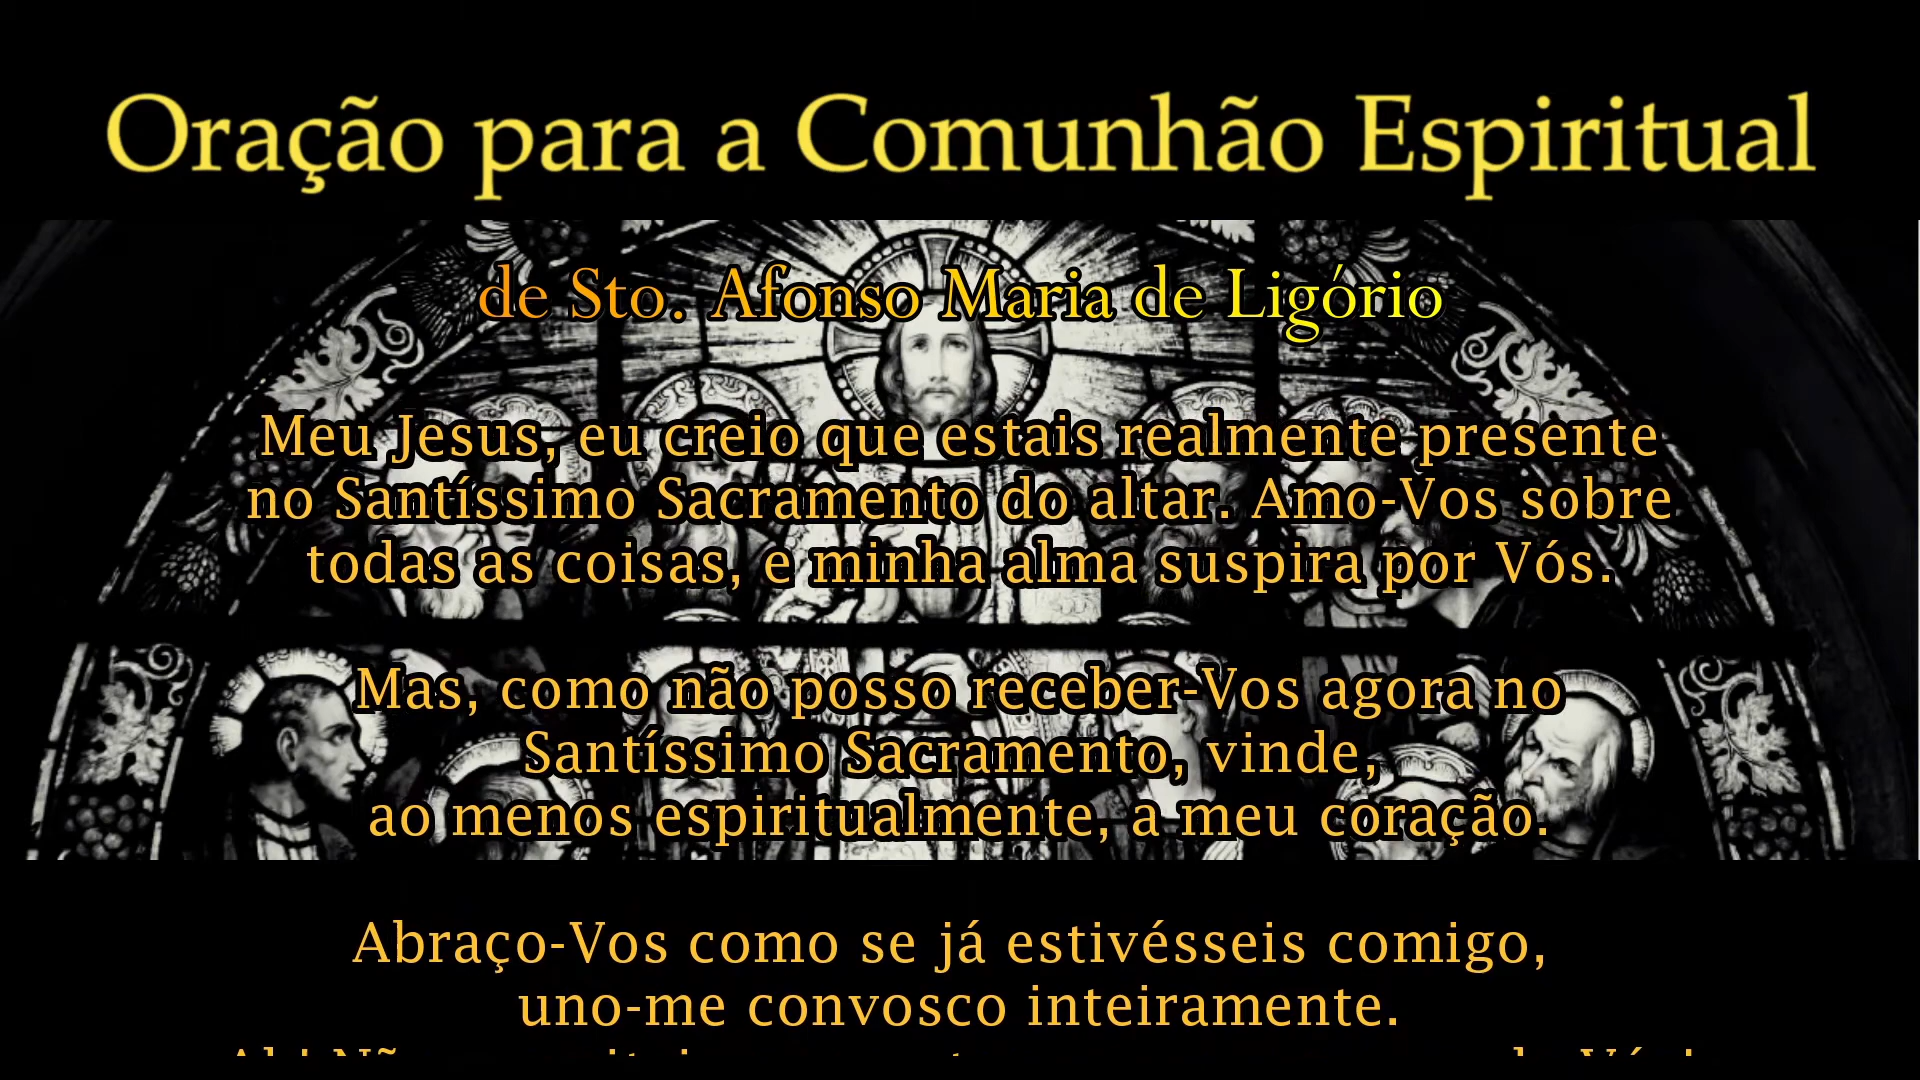 Oração para a Comunhão Espiritual
de Sto. Afonso Maria de Ligório
Meu Jesus, eu creio que estais realmente presente
no Santíssimo Sacramento do altar. Amo-Vos sobre
todas as coisas, e minha alma suspira por Vós.
Mas, como não posso receber-Vos agora no
Santíssimo Sacramento, vinde,
ao menos espiritualmente, a meu coração.
Abraço-Vos como se já estivésseis comigo,
uno-me convosco inteiramente.